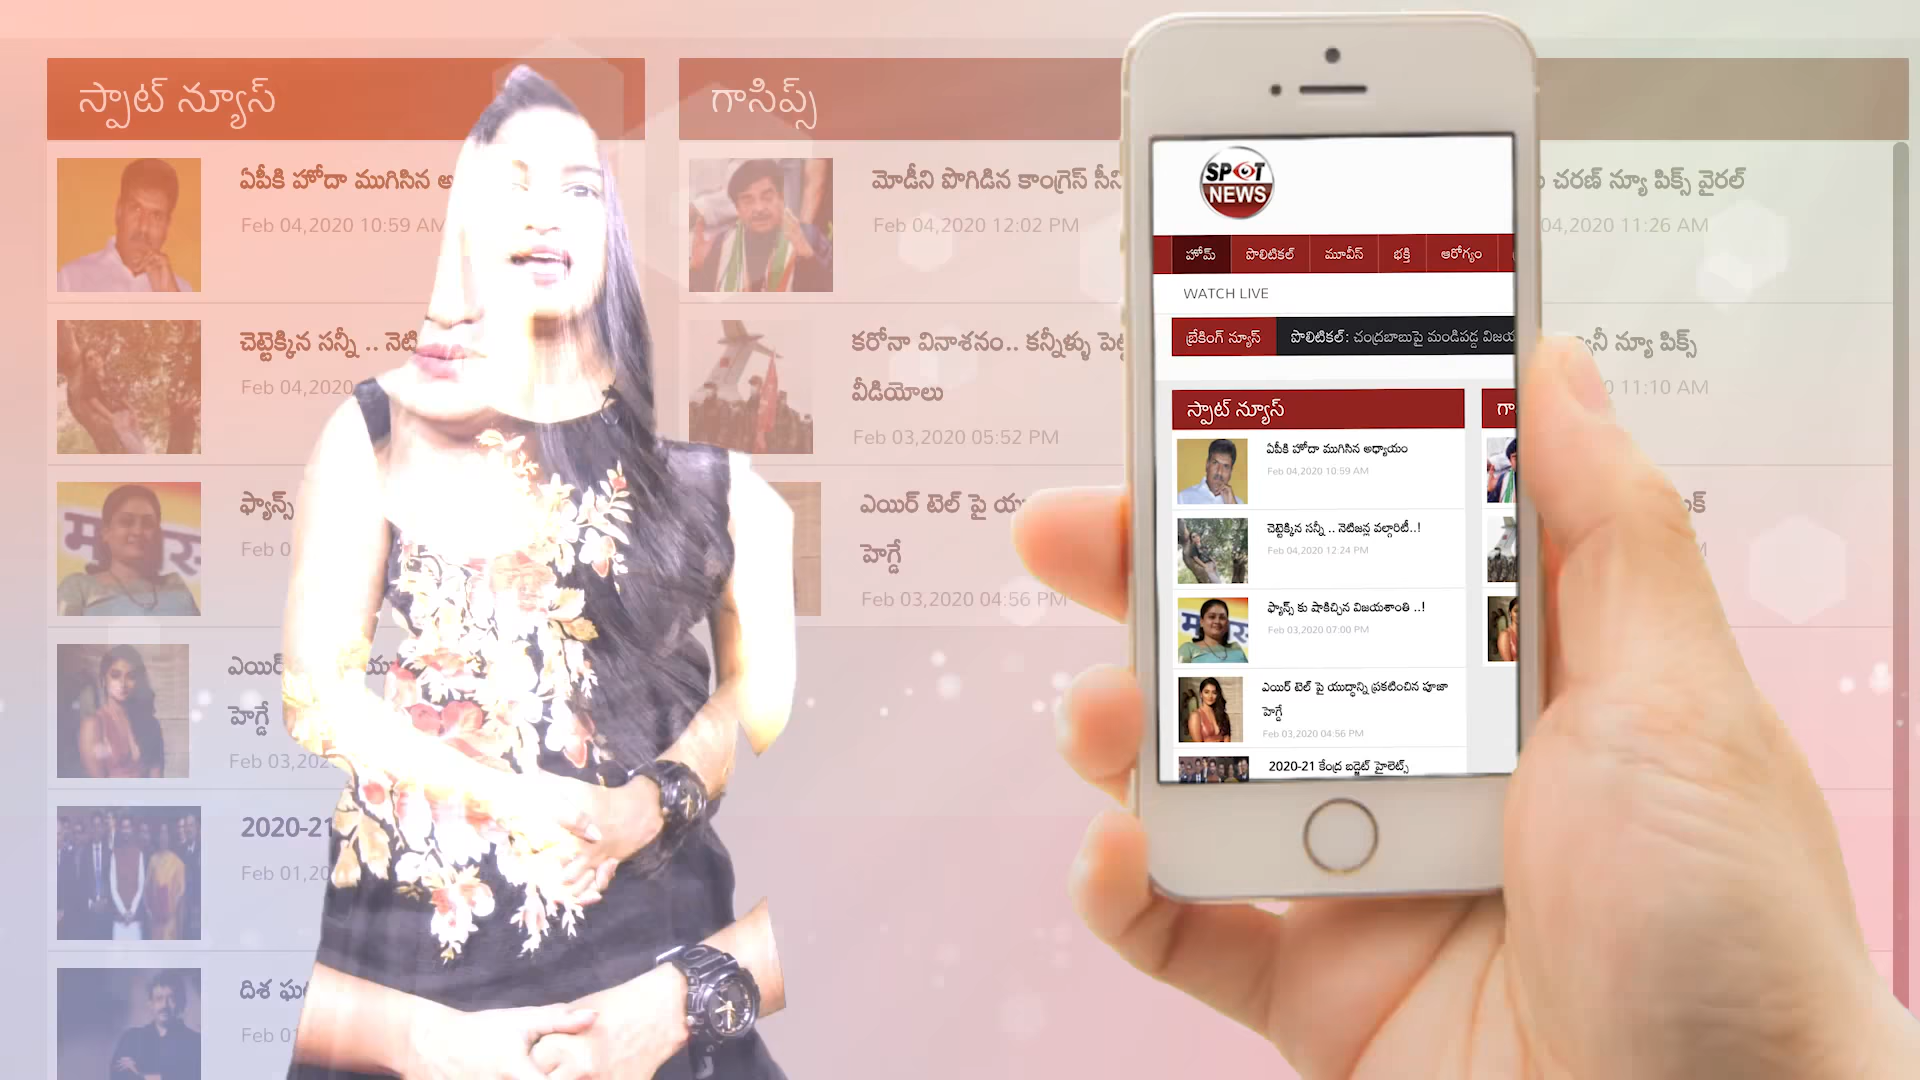 స్పాట్ న్యూస్
ఏపీకి హోదా ముగిసిన
Feb 04,2020 10:59 AM
చెట్టెక్కిన సన్నీ ..
Feb 04,2020
ఫ్యాన్స్
Feb
ఎయిర్
హెగ్డే
Feb 03,2020
2020-21
Feb 01,20
దిశ
Feb 01
గాసిప్స్
మోడీని పొగిడిన కాంగ్రెస్
Feb 04,2020 12:02 PM
కరోనా వినాశనం.. కన్నీళ్ళు
వీడియోలు
Feb 03,2020 05:52 PM
ఎయిర్ టెల్ పై
హెగ్డే
Feb 03,2020 04:56 PM
చరణ్ న్యూ పిక్స్ వైరల్
04,2020 11:26 AM
న్యూ పిక్స్
11:10 AM
SPOT
NEWS
హోమ్ పొలిటికల్ మూవీస్ భక్తి ఆరోగ్యం
WATCH LIVE
బ్రేకింగ్ న్యూస్ పొలిటికల్: చంద్రబాబుపై మండిపడ్డ విజయ
స్పాట్ న్యూస్
ఏపీకి హోదా ముగిసిన అధ్యాయం
Feb 04,2020 10:59 AM
చెట్టెక్కిన సన్నీ .. నెటిజన్ల వల్గారిటీ..!
Feb 04,2020 12:24 PM
ఫ్యాన్స్ కు షాకిచ్చిన విజయశాంతి ..!
Feb 03,2020 07:00 PM
ఎయిర్ టెల్ పై యుద్ధాన్ని ప్రకటించిన పూజా
హెగ్డే
Feb 03,2020 04:56 PM
2020-21 కేంద్ర బడ్జెట్ హైలెట్స్
గా